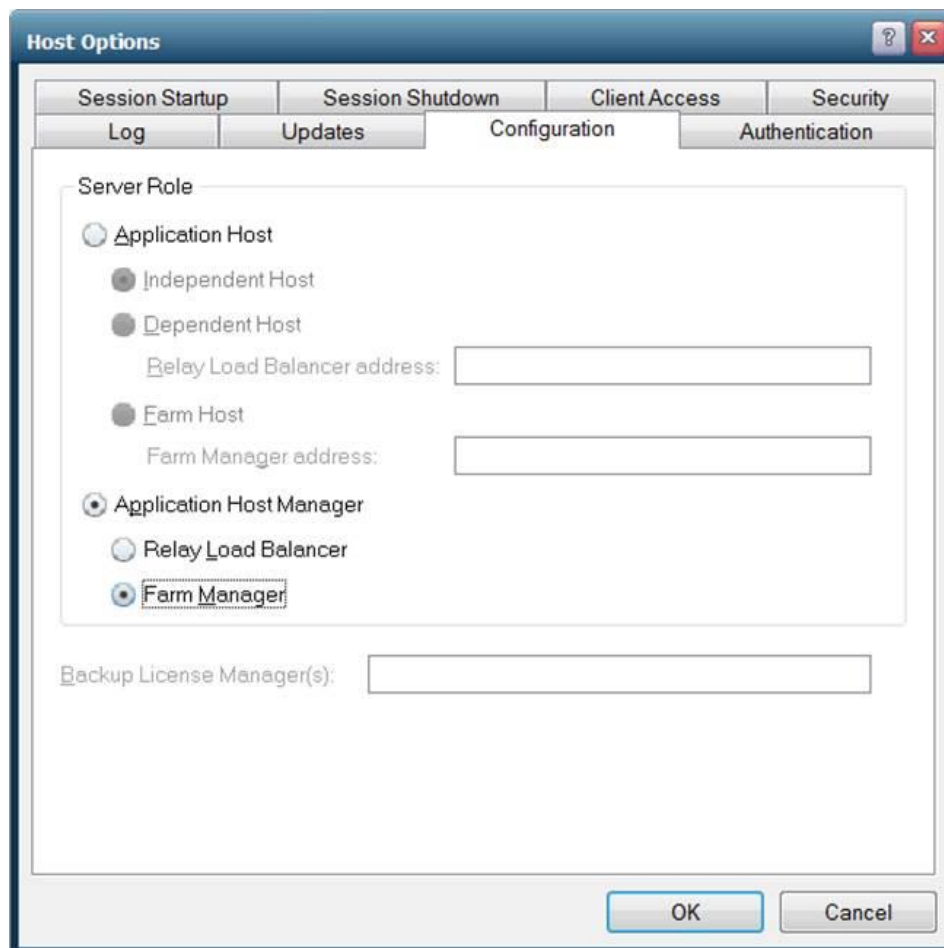 Host Options
?
Session Startup
Session Shutdown
Client Access
Security
Log
Updates
Configuration
Authentication
Server Role
Application Host
Independent Host
Dependent Host
Relay Load Balancer address:
Farm Host
Farm Manager address:
Application Host Manager
Relay Load Balancer
Farm Manager
Backup License Manager(s):
OK
Cancel